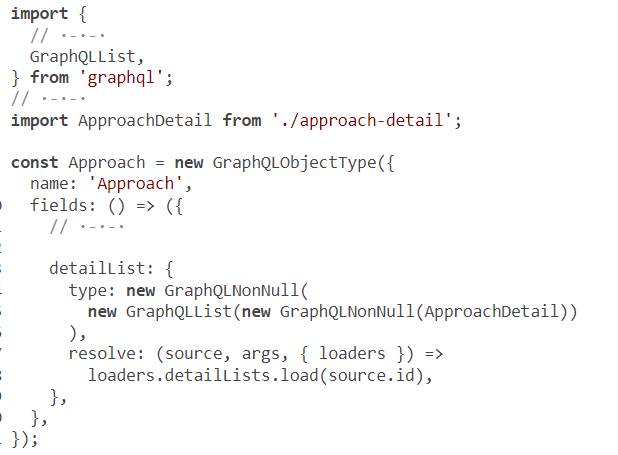 import {
  // ·-·-·
  GraphQLList,
} from 'graphql';
// ·-·-·
import ApproachDetail from './approach-detail';

const Approach = new GraphQLObjectType({
  name: 'Approach',
  fields: () => ({
    // ·-·-·

    detailList: {
      type: new GraphQLNonNull(
        new GraphQLList(new GraphQLNonNull(ApproachDetail))
      ),
      resolve: (source, args, { loaders }) =>
        loaders.detailLists.load(source.id),
    },
  },
});